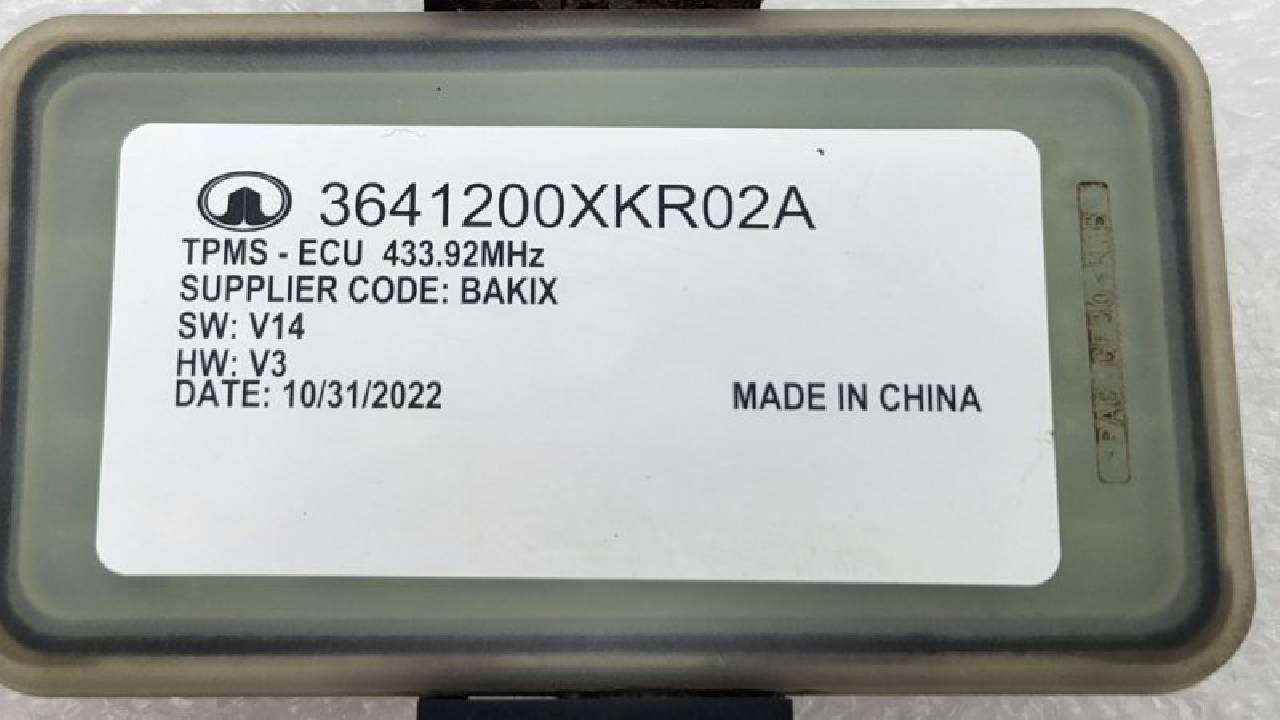 3641200XKR02A
TPMS - ECU 433.92MHz
SUPPLIER CODE: BAKIX
SW: V14
HW: V3
DATE: 10/31/2022
MADE IN CHINA